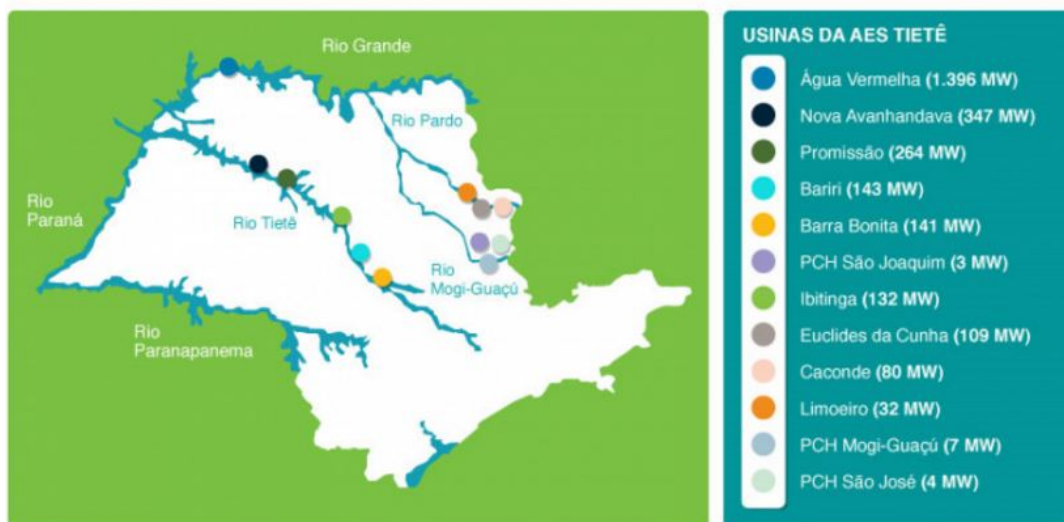 Rio Grande
Rio Pardo
Rio
Paraná
Rio Tietê
Rio
Mogi-Guaçú
Rio
Paranapanema
USINAS DA AES TIETÊ
Água Vermelha (1.396 MW)
Nova Avanhandava (347 MW)
Promissão (264 MW)
Bariri (143 MW)
Barra Bonita (141 MW)
PCH São Joaquim (3 MW)
Ibitinga (132 MW)
Euclides da Cunha (109 MW)
Caconde (80 MW)
Limoeiro (32 MW)
PCH Mogi-Guaçú (7 MW)
PCH São José (4 MW)